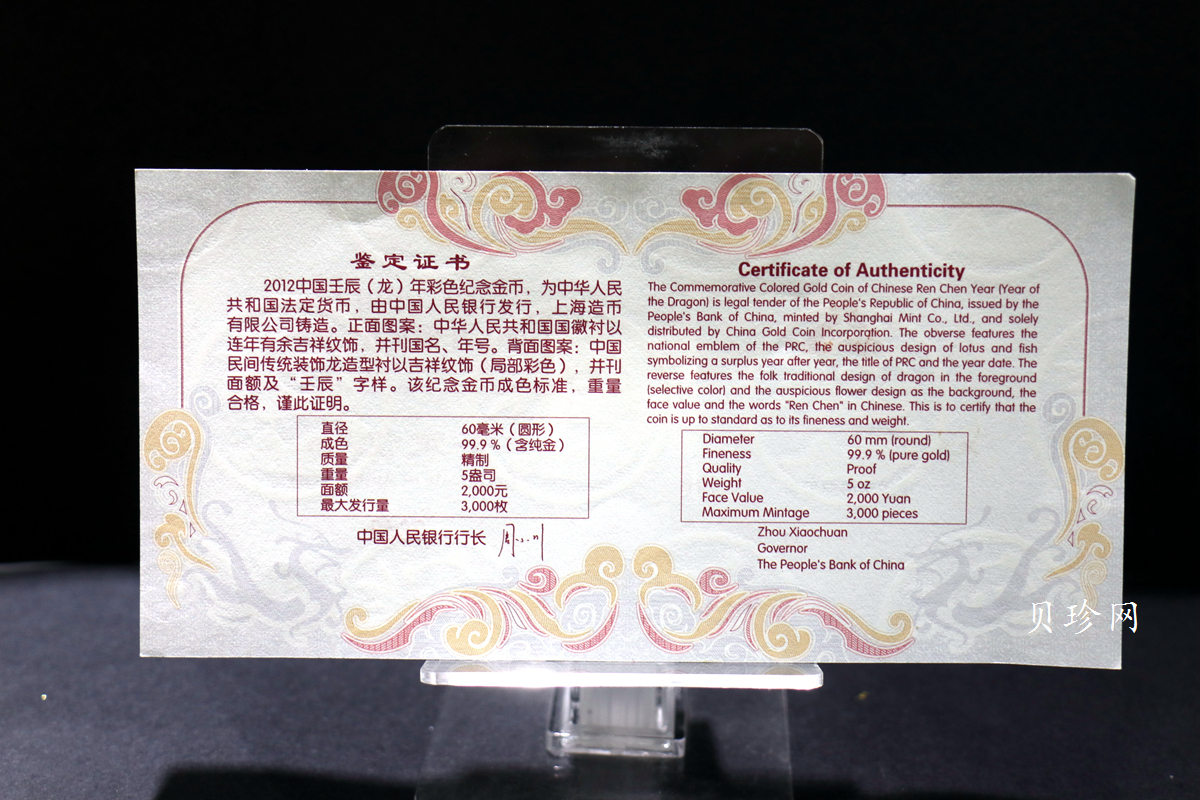 鉴定证书
2012中国壬辰（龙）年彩色纪念金币，为中华人民
共和国法定货币，由中国人民银行发行，上海造币
有限公司铸造。正面图案：中华人民共和国国徽衬以
连年有余吉祥纹饰，并刊国名、年号。背面图案：中国
民间传统装饰龙造型衬以吉祥纹饰（局部彩色），并刊
面额及“壬辰”字样。该纪念金币成色标准，重量
合格，谨此证明。
直径 60毫米（圆形）
成色 99.9％（含纯金）
质量 精制
重量 5盎司
面额 2,000元
最大发行量 3,000枚
中国人民银行行长
Certificate of Authenticity
The Commemorative Colored Gold Coin of Chinese Ren Chen Year (Year of
the Dragon) is legal tender of the People's Republic of China, issued by the
People's Bank of China, minted by Shanghai Mint Co., Ltd., and solely
distributed by China Gold Coin Incorporation. The obverse features the
national emblem of the PRC, the auspicious design of lotus and fish
symbolizing a surplus year after year, the title of PRC and the year date. The
reverse features the folk traditional design of dragon in the foreground
(selective color) and the auspicious flower design as the background, the
face value and the words "Ren Chen" in Chinese. This is to certify that the
coin is up to standard as to its fineness and weight.
Diameter 60 mm (round)
Fineness 99.9 % (pure gold)
Quality Proof
Weight 5 oz
Face Value 2,000 Yuan
Maximum Mintage 3,000 pieces
Zhou Xiaochuan
Governor
The People's Bank of China
贝珍网